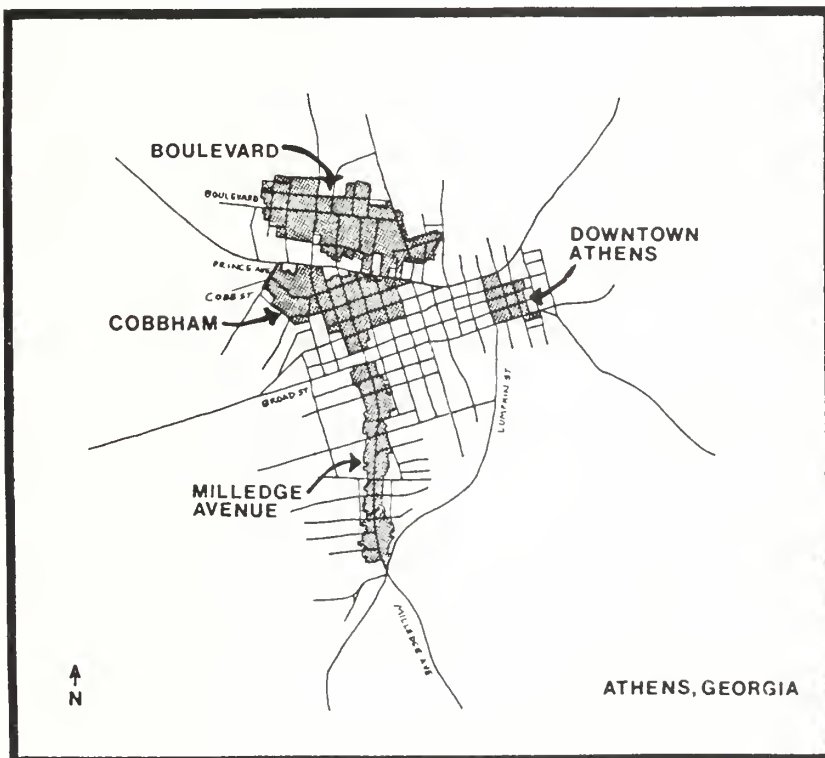 BOULEVARD
BOULEVARD
DOWNTOWN
ATHENS
PRINCE AVE
COBB ST
COBBHAM
BROAD ST
LUMPKIN ST
MILLEDGE
AVENUE
MILLEDGE AVE
N
ATHENS, GEORGIA